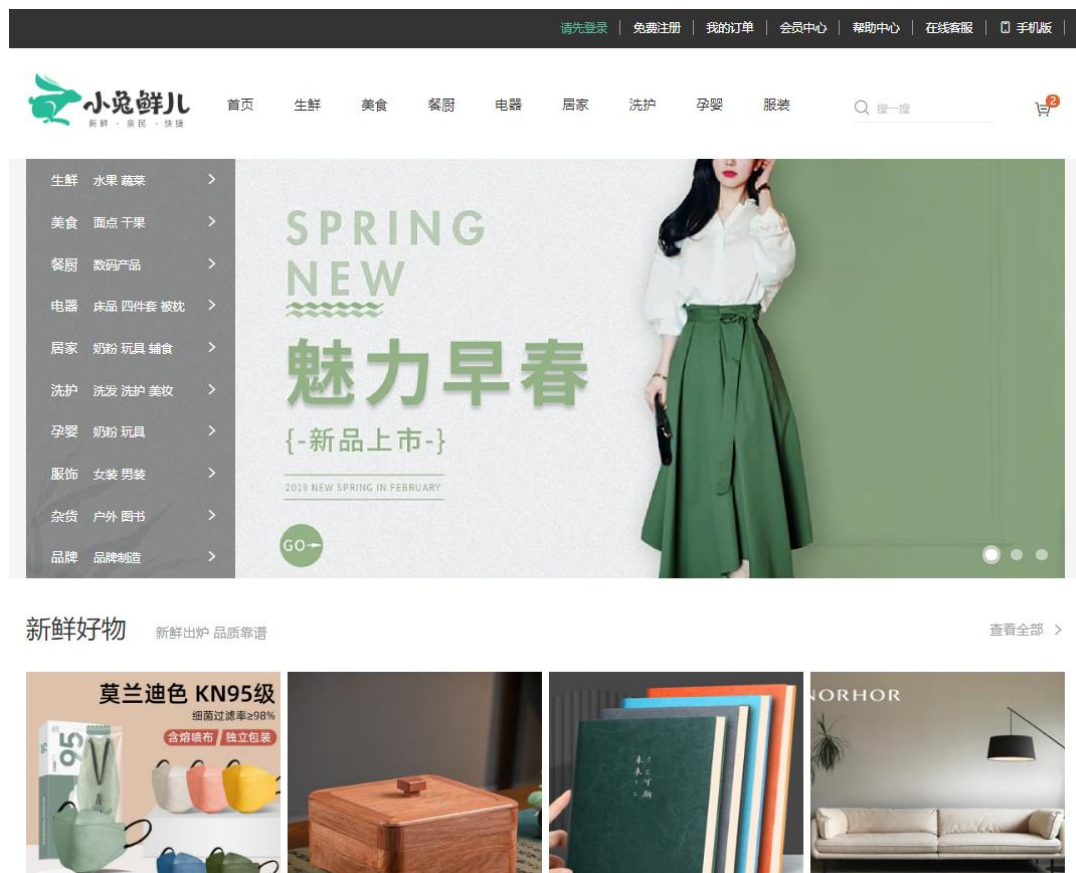 请先登录 免费注册 我的订单 会员中心 帮助中心 在线客服 手机版
小兔鲜儿
新鲜 · 亲民 · 快捷
首页 生鲜 美食 餐厨 电器 居家 洗护 孕婴 服装 搜一搜 2
生鲜 水果 蔬菜
美食 面点 干果
餐厨 数码产品
电器 床品 四件套 被枕
居家 奶粉 玩具 辅食
洗护 洗发 洗护 美妆
孕婴 奶粉 玩具
服饰 女装 男装
杂货 户外 图书
品牌 品牌制造
SPRING
NEW
魅力早春
{-新品上市-}
2019 NEW SPRING IN FEBRUARY
GO
新鲜好物 新鲜出炉 品质靠谱 查看全部 >
莫兰迪色 KN95级
细菌过滤率≥98%
含熔喷布 独立包装
95
95
未来可期
NORHOR